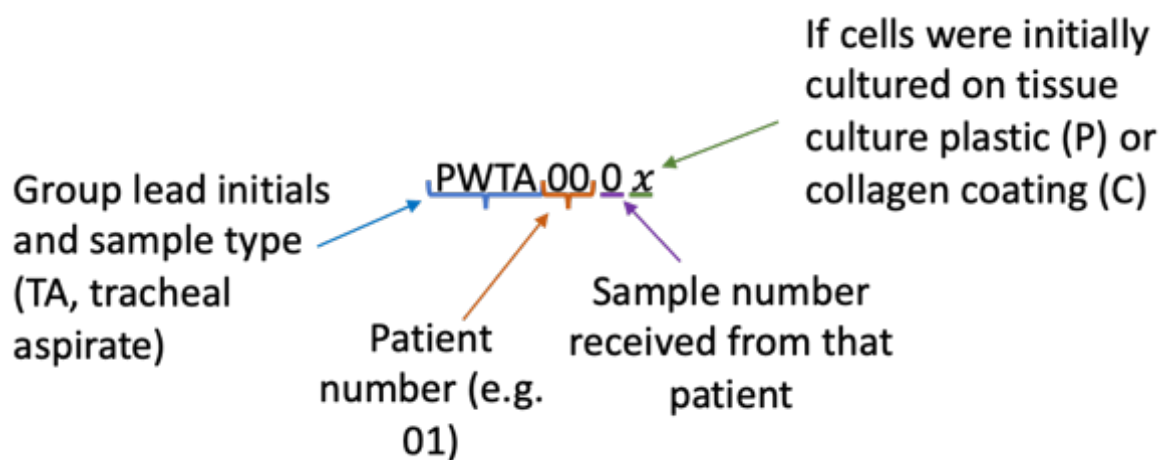 If cells were initially
cultured on tissue
culture plastic (P) or
collagen coating (C)
PWTA 00 0 x
Group lead initials
and sample type
(TA, tracheal
aspirate)
Patient
number (e.g.
01)
Sample number
received from that
patient